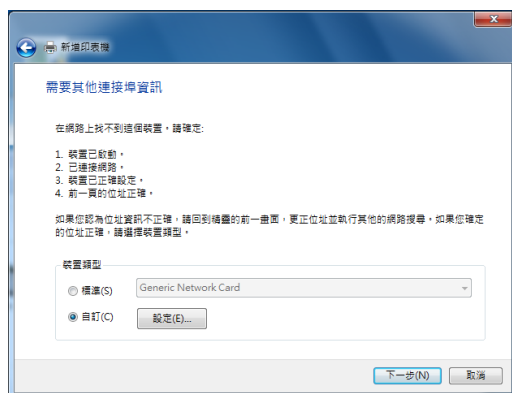 新增印表機
需要其他連接埠資訊
在網路上找不到這個裝置。請確定:
1. 裝置已啟動。
2. 已連接網路。
3. 裝置已正確設定。
4. 前一頁的位址正確。
如果您認為位址資訊不正確，請回到精靈的前一畫面，更正位址並執行其他的網路搜尋。如果您確定
的位址正確，請選擇裝置類型。
裝置類型
標準(S) Generic Network Card
自訂(C) 設定(E)...
下一步(N) 取消